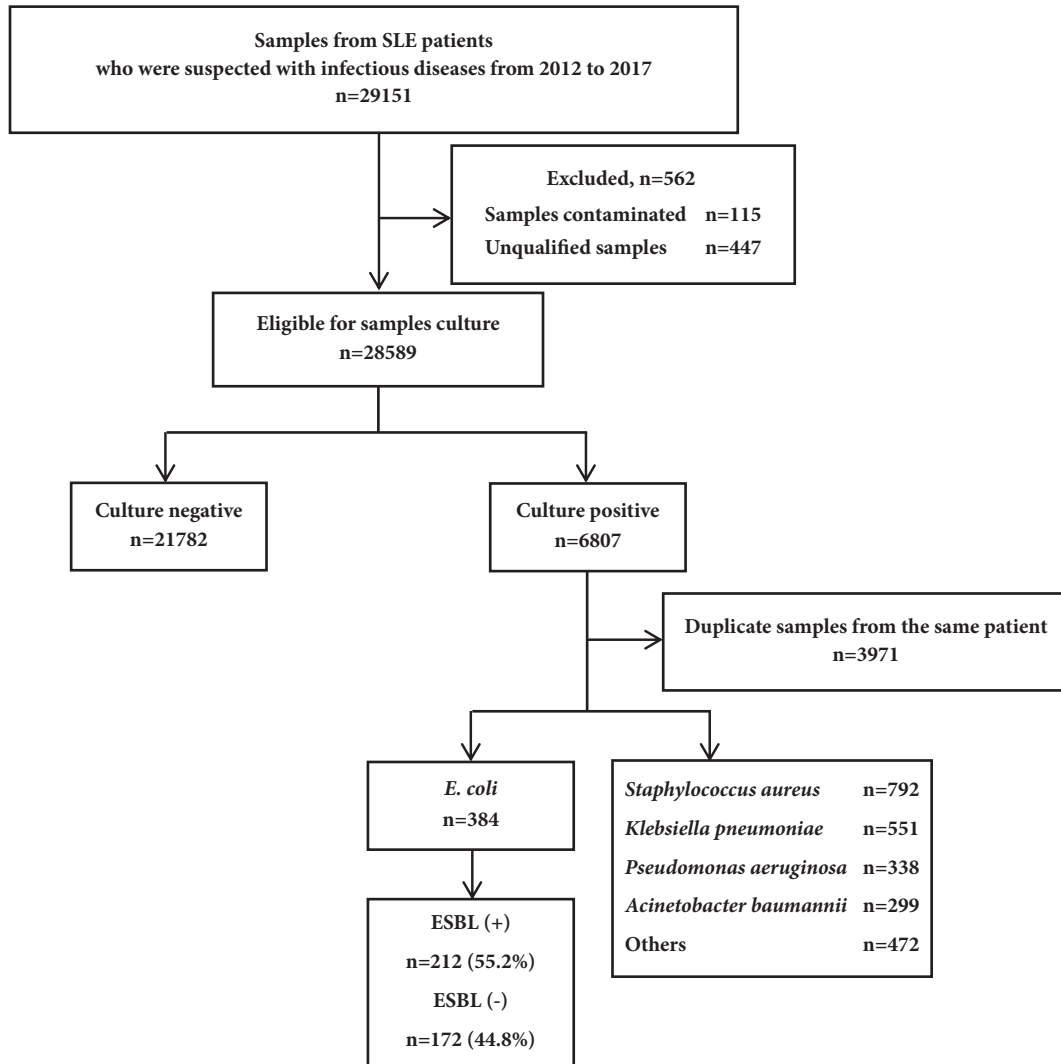 Samples from SLE patients
who were suspected with infectious diseases from 2012 to 2017
n=29151
Excluded, n=562
Samples contaminated n=115
Unqualified samples n=447
Eligible for samples culture
n=28589
Culture negative
n=21782
Culture positive
n=6807
Duplicate samples from the same patient
n=3971
E. coli
n=384
Staphylococcus aureus n=792
Klebsiella pneumoniae n=551
Pseudomonas aeruginosa n=338
Acinetobacter baumannii n=299
Others n=472
ESBL (+)
n=212 (55.2%)
ESBL (-)
n=172 (44.8%)